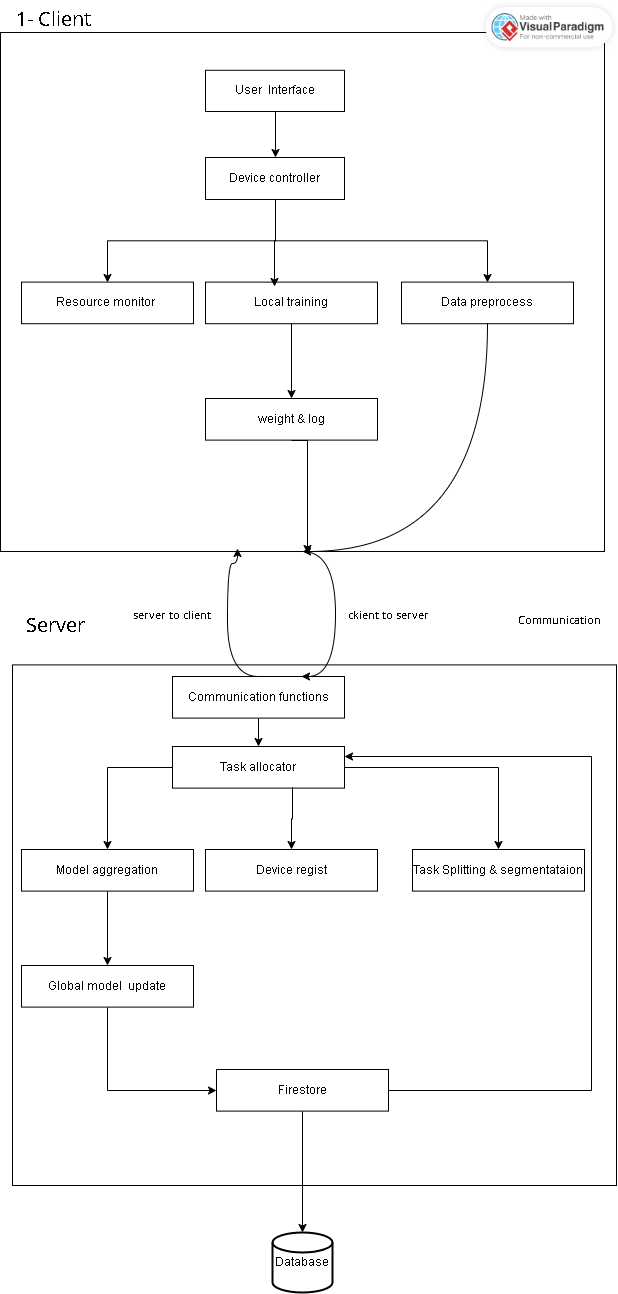 1- Client
Made with
VisualParadigm
For non-commercial use
User Interface
Device controller
Resource monitor
Local training
Data preprocess
weight & log
server to client
ckient to server
Communication
Server
Communication functions
Task allocator
Model aggregation
Device regist
Task Splitting & segmentataion
Global model update
Firestore
Database